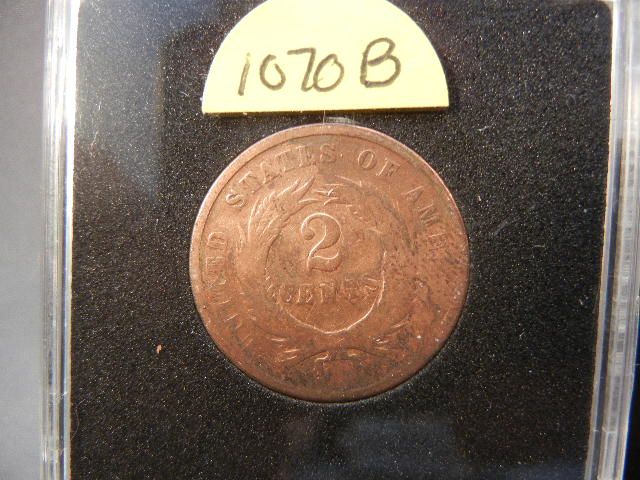 1070B
UNITED STATES OF AME
2
CENTS